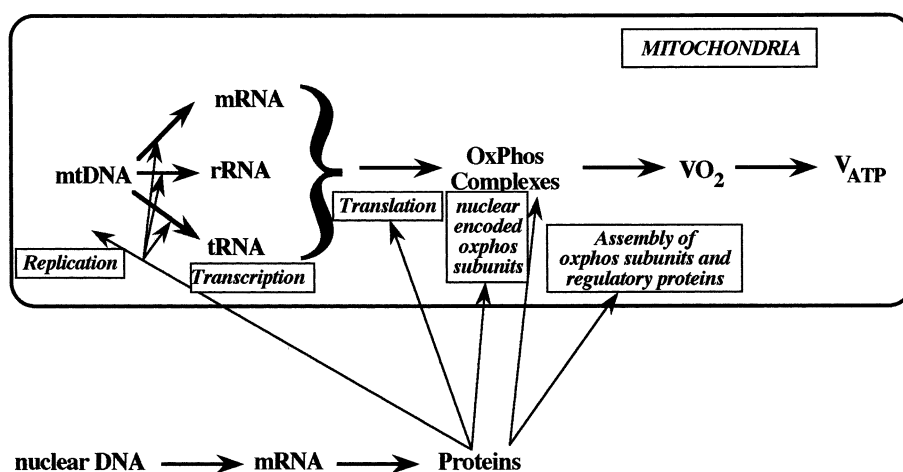 MITOCHONDRIA
mRNA
mtDNA
rRNA
tRNA
OxPhos
Complexes
VO2
VATP
Replication
Transcription
Translation
nuclear
encoded
oxphos
subunits
Assembly of
oxphos subunits and
regulatory proteins
nuclear DNA
mRNA
Proteins